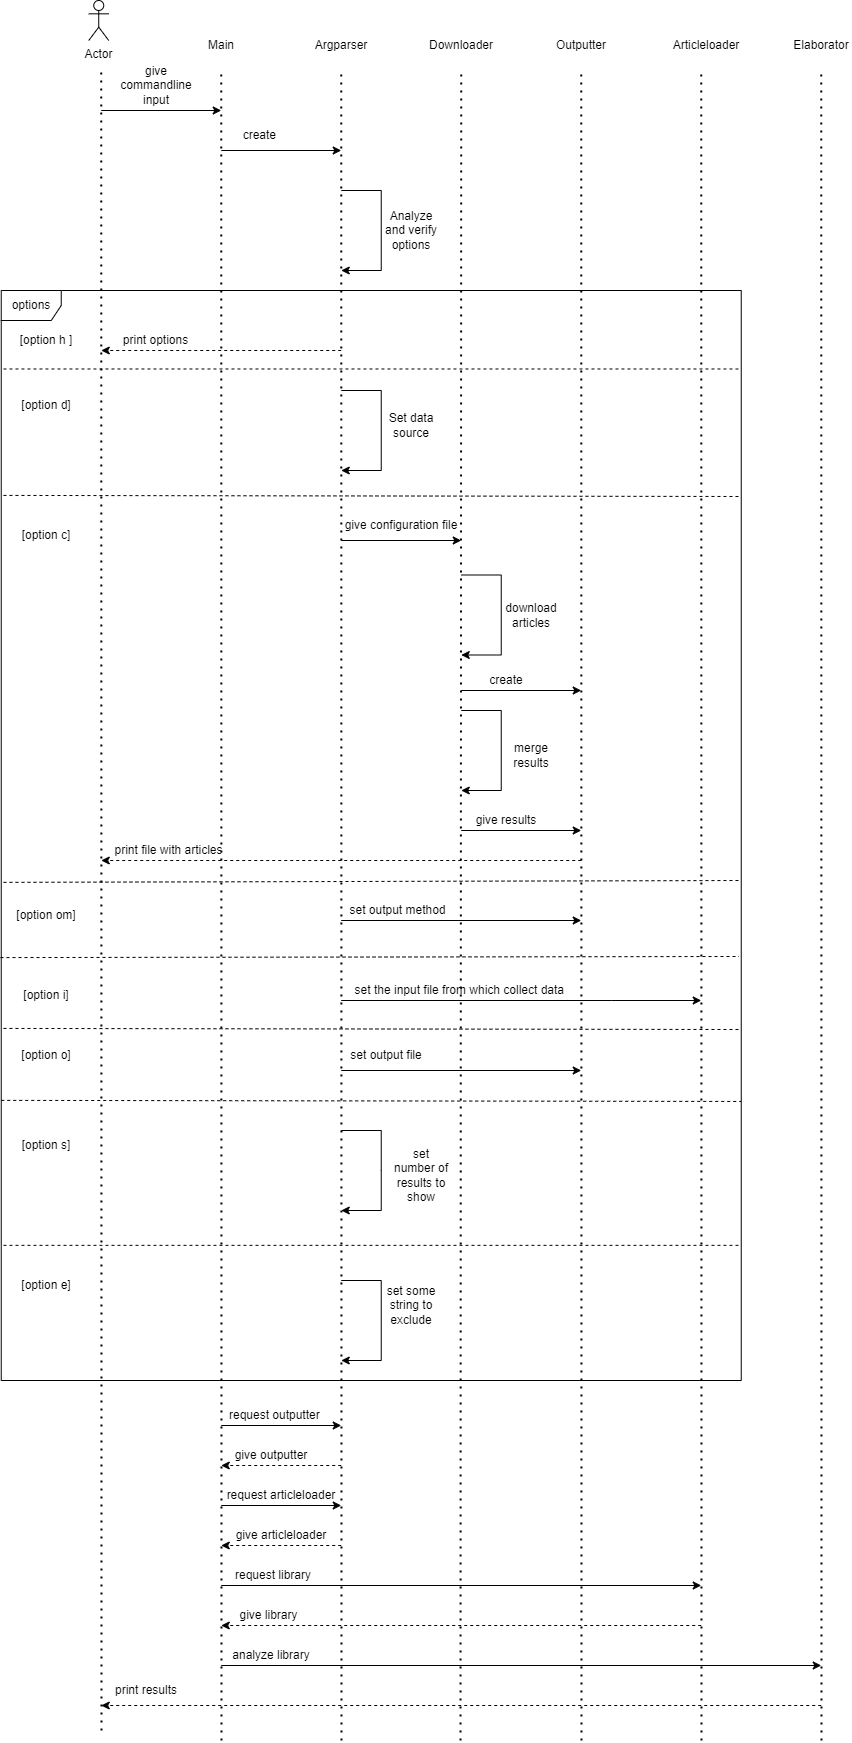 Actor
Main
Argparser
Downloader
Outputter
Articleloader
Elaborator
give
commandline
input
create
Analyze
and verify
options
options
[option h ]
print options
[option d]
Set data
source
[option c]
give configuration file
download
articles
create
merge
results
give results
print file with articles
[option om]
set output method
[option i]
set the input file from which collect data
[option o]
set output file
[option s]
set
number of
results to
show
[option e]
set some
string to
exclude
request outputter
give outputter
request articleloader
give articleloader
request library
give library
analyze library
print results